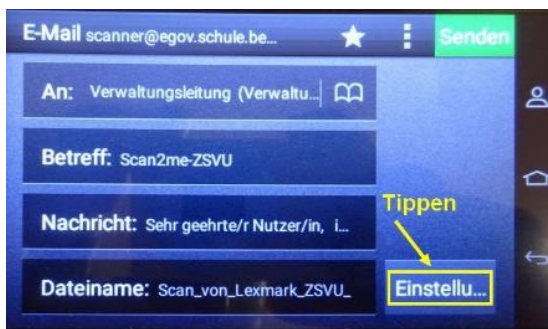 E-Mail scanner@egov.schule.be... Senden
An: Verwaltungsleitung (Verwaltu...
Betreff: Scan2me-ZSVU
Tippen
Nachricht: Sehr geehrte/r Nutzer/in, i...
Dateiname: Scan_von_Lexmark_ZSVU_ Einstellu...